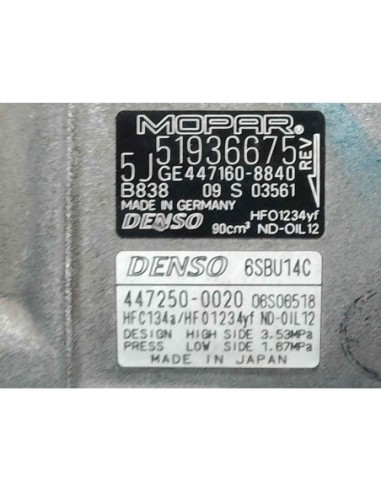 MOPAR®
5J 51936675
GE447160-8840
REV
B838 09 S 03561
MADE IN GERMANY
DENSO
HFO1234yf
90cm³ ND-OIL12
DENSO 6SBU14C
447250-0020 06S06518
HFC134a/HFO1234yf ND-OIL12
DESIGN HIGH SIDE 3.53MPa
PRESS LOW SIDE 1.67MPa
MADE IN JAPAN